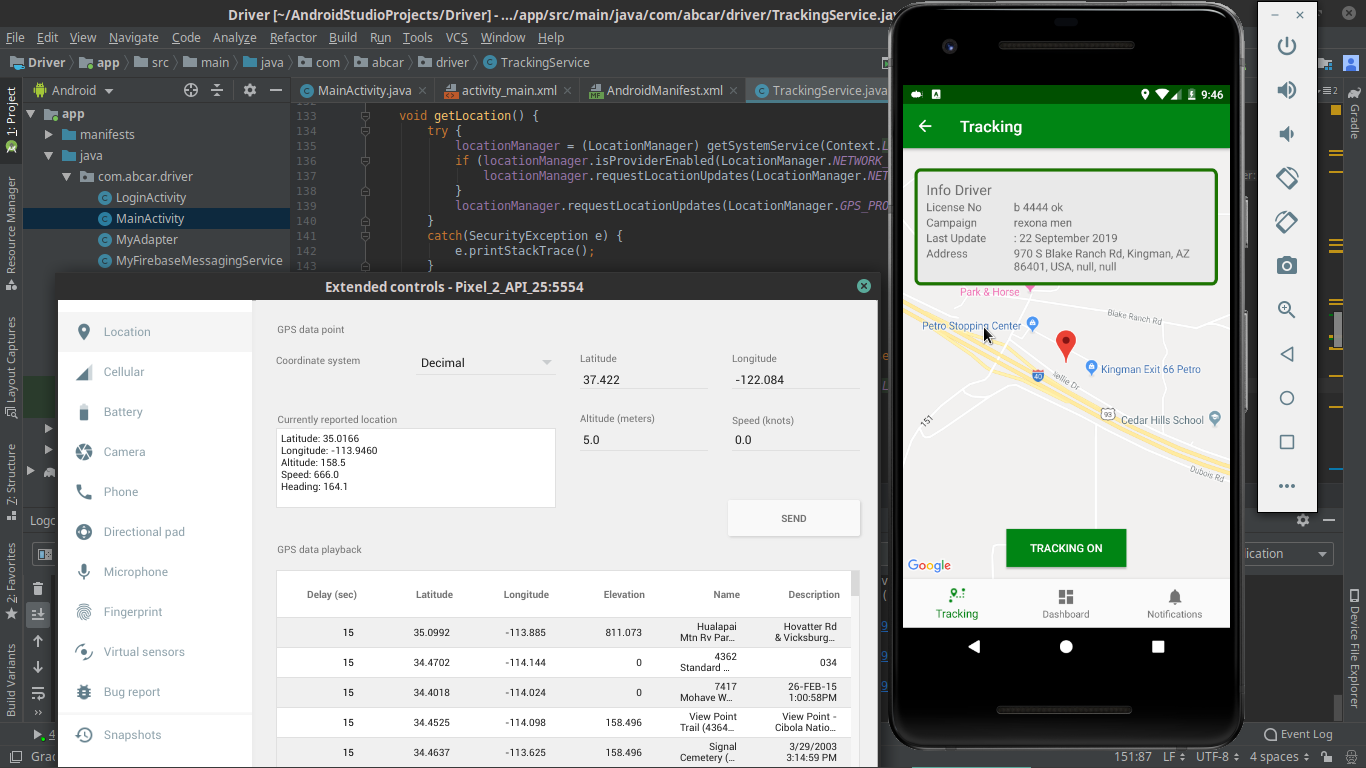 Driver [~/AndroidStudioProjects/Driver] - .../app/src/main/java/com/abcar/driver/TrackingService.ja
File Edit View Navigate Code Analyze Refactor Build Run Tools VCS Window Help
Driver app src main java com abcar driver TrackingService
Android
MainActivity.java activity_main.xml AndroidManifest.xml TrackingService.java
1: Project
Resource Manager
Layout Captures
Z: Structure
2: Favorites
Build Variants
app
manifests
java
com.abcar.driver
LoginActivity
MainActivity
MyAdapter
MyFirebaseMessagingService
133 void getLocation() {
134 try {
135 locationManager = (LocationManager) getSystemService(Context.L
136 if (locationManager.isProviderEnabled(LocationManager.NETWORK_
137 locationManager.requestLocationUpdates(LocationManager.NET
138 }
139 locationManager.requestLocationUpdates(LocationManager.GPS_PRO
140 }
141 catch(SecurityException e) {
142 e.printStackTrace();
143 }
Extended controls - Pixel_2_API_25:5554
Location
Cellular
Battery
Camera
Phone
Directional pad
Microphone
Fingerprint
Virtual sensors
Bug report
Snapshots
GPS data point
Coordinate system Decimal
Latitude Longitude
37.422 -122.084
Currently reported location
Latitude: 35.0166
Longitude: -113.9460
Altitude: 158.5
Speed: 666.0
Heading: 164.1
Altitude (meters) Speed (knots)
5.0 0.0
SEND
GPS data playback
Delay (sec) Latitude Longitude Elevation Name Description
15 35.0992 -113.885 811.073 Hualapai Mtn Rv Par... Hovatter Rd & Vicksburg...
15 34.4702 -114.144 0 4362 Standard ... 034
15 34.4018 -114.024 0 7417 Mohave W... 26-FEB-15 1:00:58PM
15 34.4525 -114.098 158.496 View Point Trail (4364... View Point - Cibola Natio...
15 34.4637 -113.625 158.496 Signal Cemetery (... 3/29/2003 3:14:59 PM
9:46
Tracking
Info Driver
License No b 4444 ok
Campaign rexona men
Last Update : 22 September 2019
Address 970 S Blake Ranch Rd, Kingman, AZ
86401, USA, null, null
Park & Horse
Blake Ranch Rd
Petro Stopping Center
Kingman Exit 66 Petro
40
93
151
Cedar Hills School
Dubois Rd
Google
TRACKING ON
Tracking Dashboard Notifications
Gradle
Device File Explorer
ication
Logc
Event Log
Grac
151:87 LF UTF-8 4 spaces